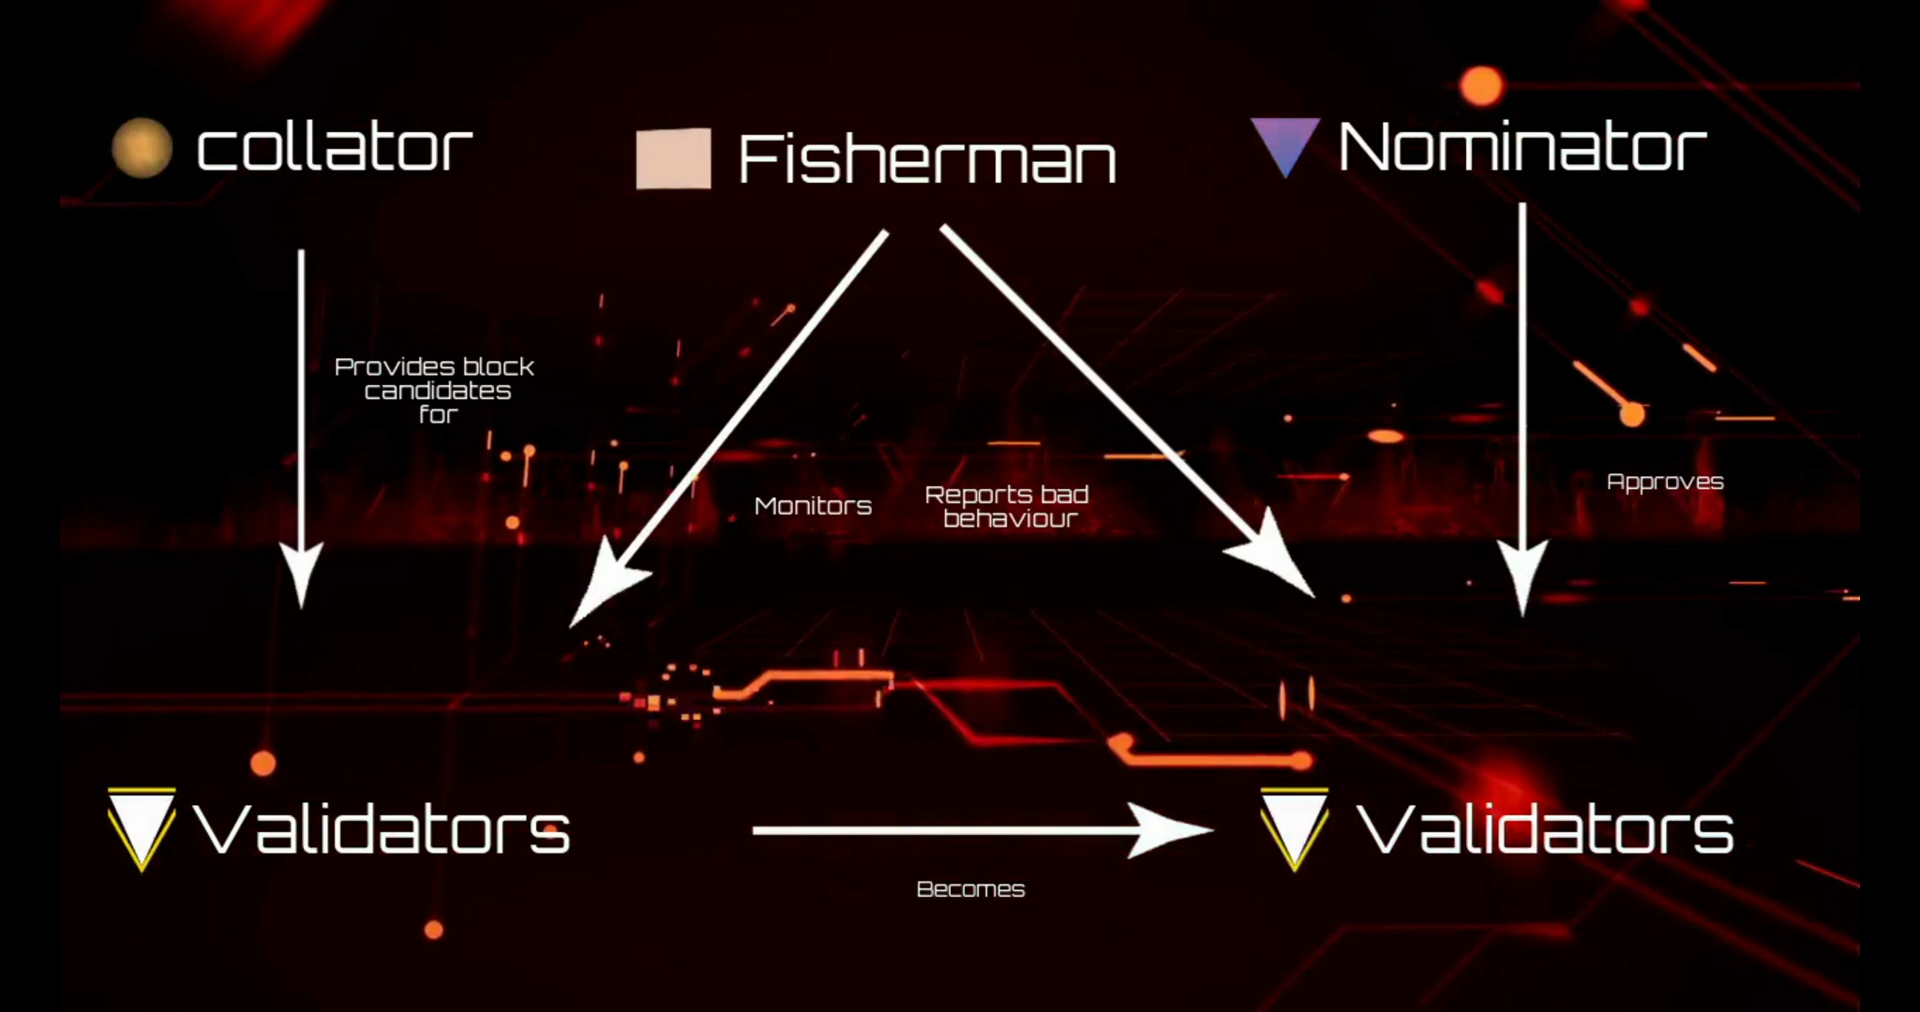 collator
Fisherman
Nominator
Provides block
candidates
for
Monitors
Reports bad
behaviour
Approves
Validators
Validators
Becomes